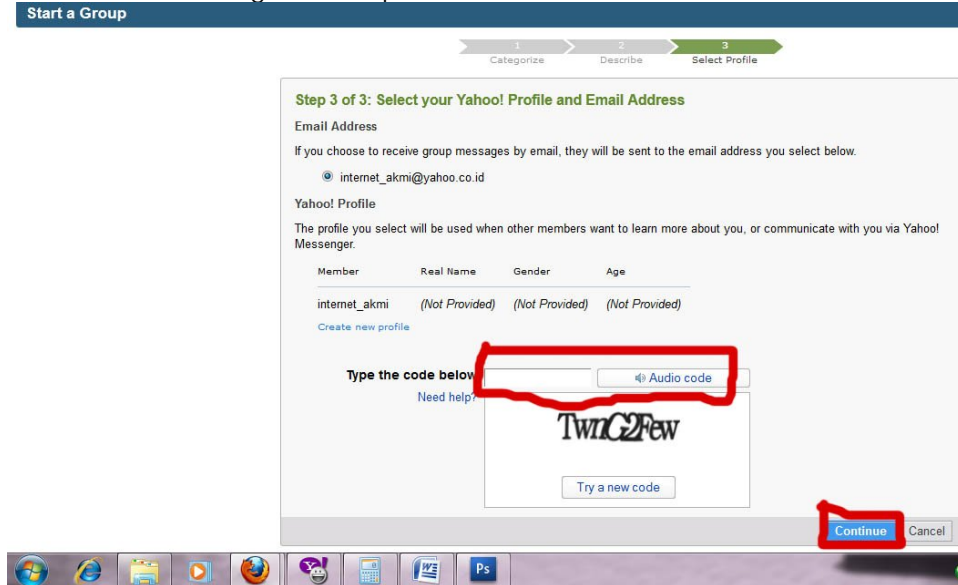 Start a Group
1 2 3
Categorize Describe Select Profile
Step 3 of 3: Select your Yahoo! Profile and Email Address
Email Address
If you choose to receive group messages by email, they will be sent to the email address you select below.
internet_akmi@yahoo.co.id
Yahoo! Profile
The profile you select will be used when other members want to learn more about you, or communicate with you via Yahoo!
Messenger.
Member Real Name Gender Age
internet_akmi (Not Provided) (Not Provided) (Not Provided)
Create new profile
Type the code below Audio code
Need help?
TwnG2Few
Try a new code
Continue Cancel
Ps